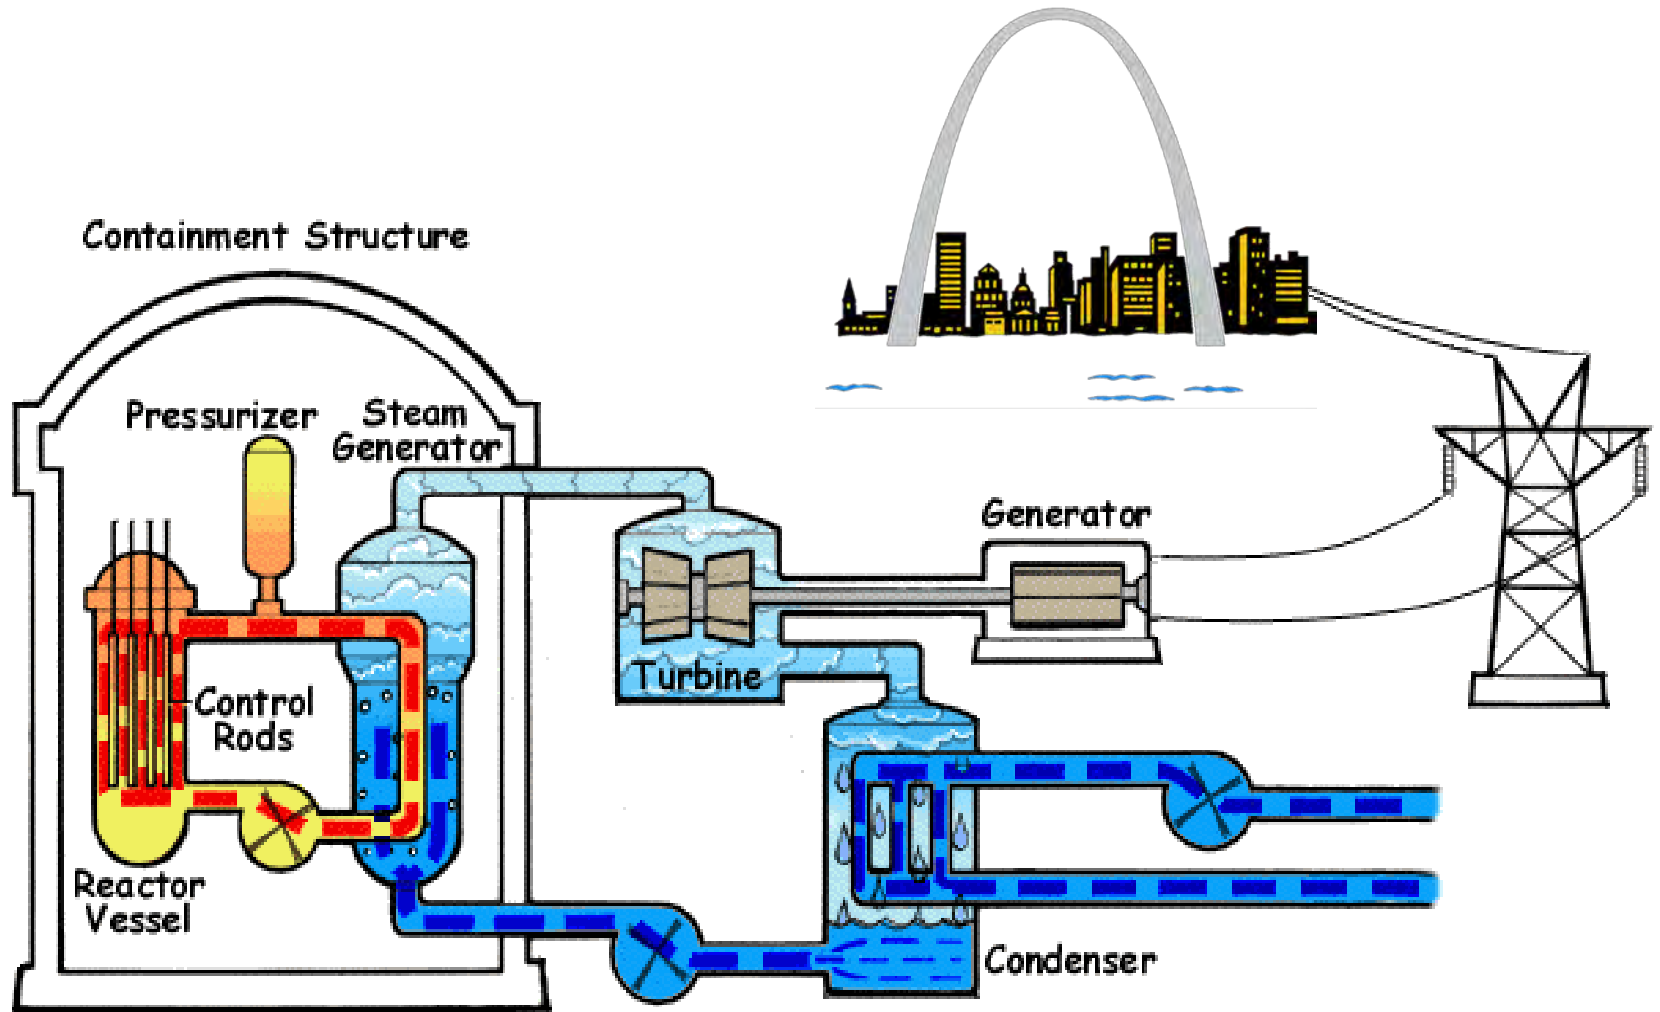 Containment Structure
Pressurizer
Steam
Generator
Generator
Turbine
Control
Rods
Reactor
Vessel
Condenser